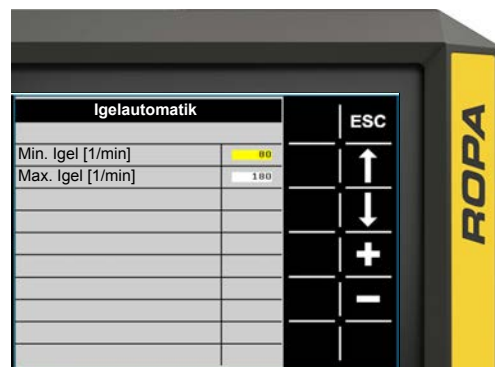 Igelautomatik
ESC
Min. Igel [1/min] 80
Max. Igel [1/min] 180
ROPA